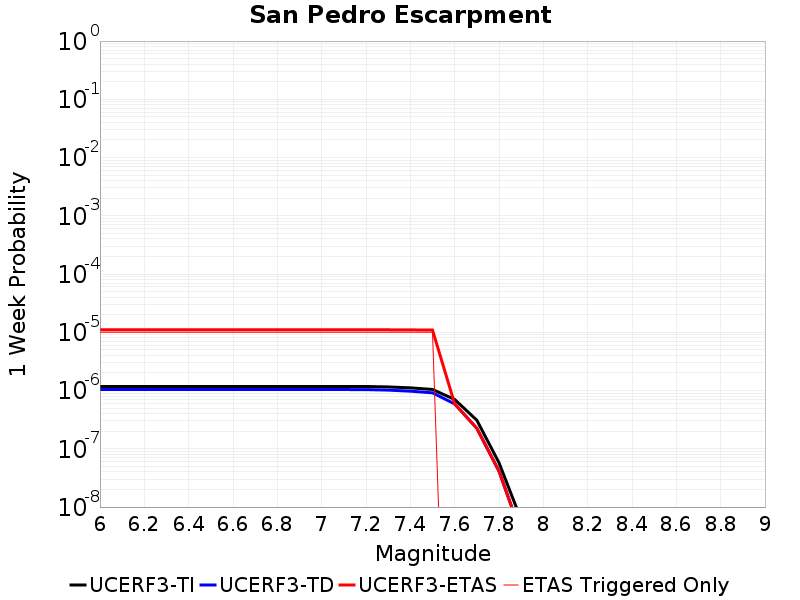 San Pedro Escarpment
1 Week Probability
10^0
10^-1
10^-2
10^-3
10^-4
10^-5
10^-6
10^-7
10^-8
6 6.2 6.4 6.6 6.8 7 7.2 7.4 7.6 7.8 8 8.2 8.4 8.6 8.8 9
Magnitude
UCERF3-TI UCERF3-TD UCERF3-ETAS ETAS Triggered Only